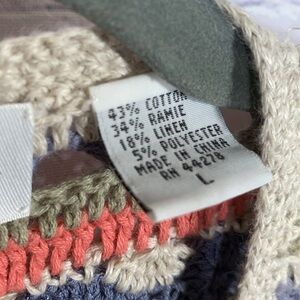 43% COTTON
34% RAMIE
18% LINEN
5% POLYESTER
MADE IN CHINA
RN 44278
L